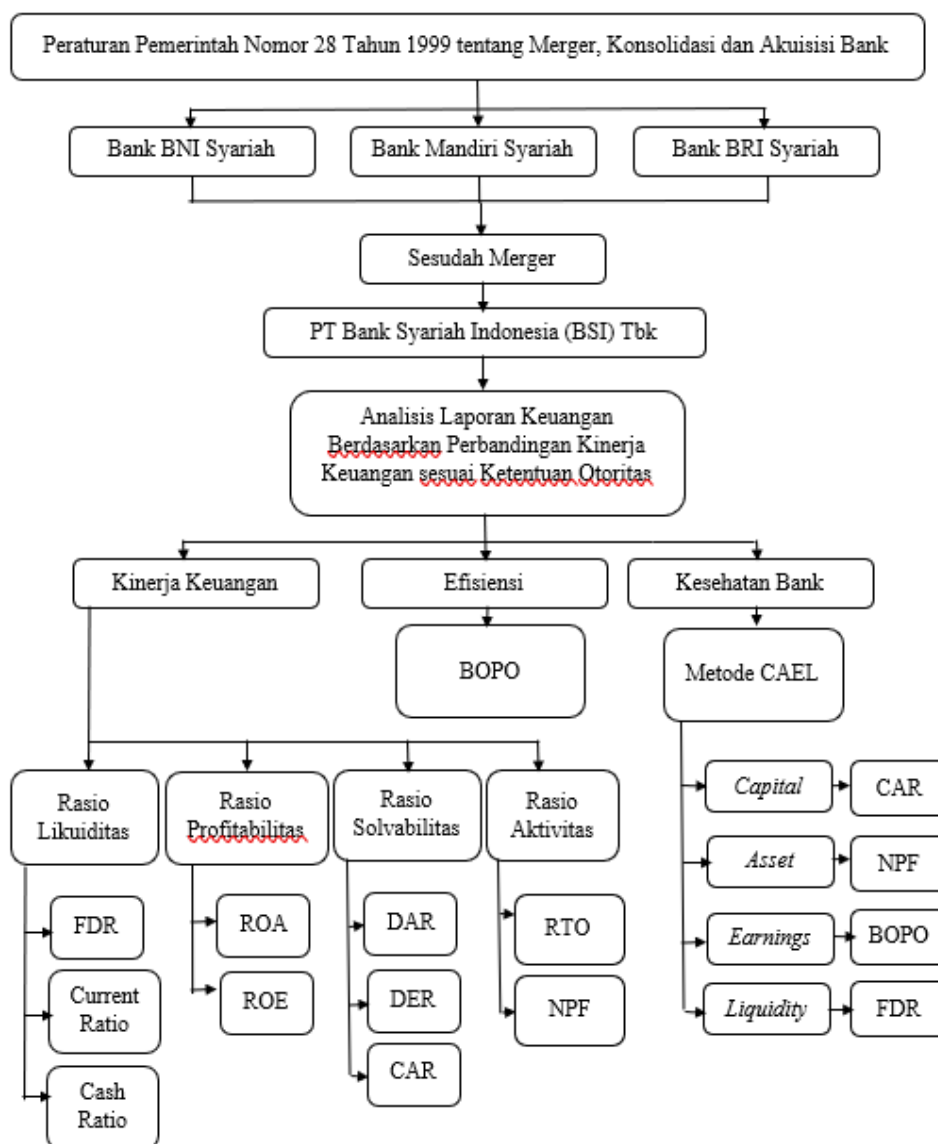 Peraturan Pemerintah Nomor 28 Tahun 1999 tentang Merger, Konsolidasi dan Akuisisi Bank
Bank BNI Syariah
Bank Mandiri Syariah
Bank BRI Syariah
Sesudah Merger
PT Bank Syariah Indonesia (BSI) Tbk
Analisis Laporan Keuangan
Berdasarkan Perbandingan Kinerja
Keuangan sesuai Ketentuan Otoritas
Kinerja Keuangan
Efisiensi
Kesehatan Bank
BOPO
Metode CAEL
Rasio
Likuiditas
Rasio
Profitabilitas
Rasio
Solvabilitas
Rasio
Aktivitas
FDR
Current
Ratio
Cash
Ratio
ROA
ROE
DAR
DER
CAR
RTO
NPF
Capital
CAR
Asset
NPF
Earnings
BOPO
Liquidity
FDR